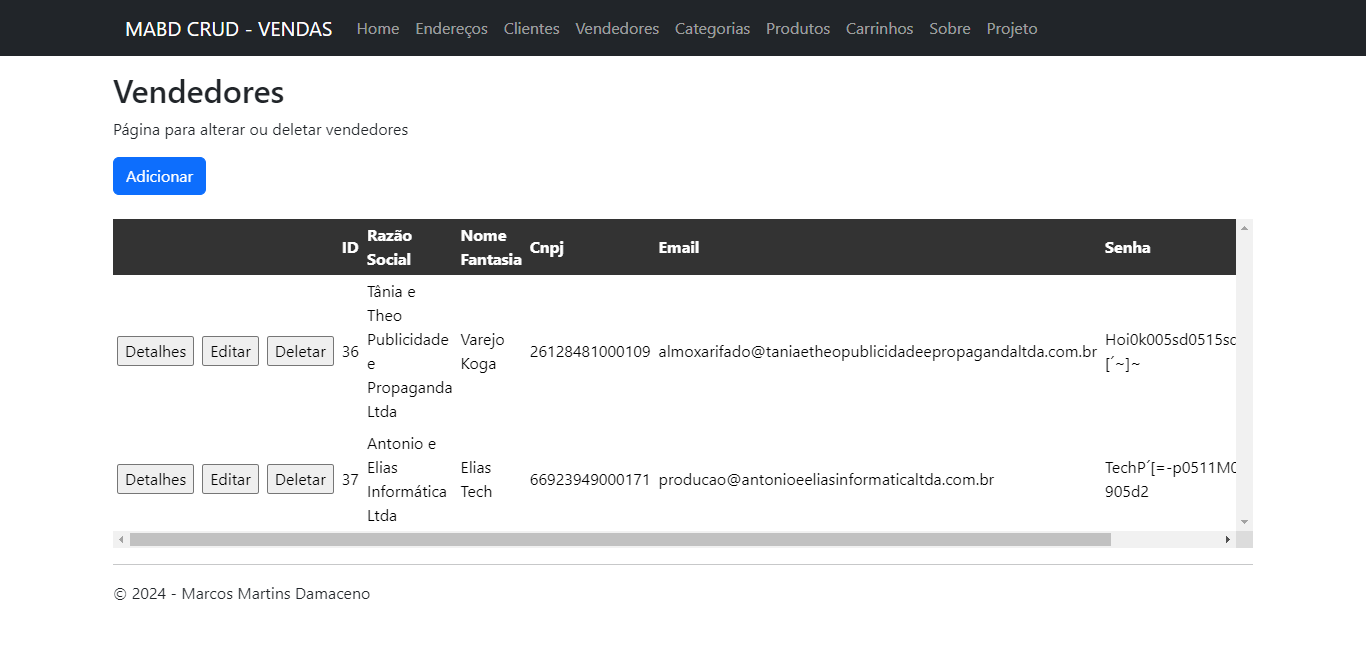 MABD CRUD - VENDAS Home Endereços Clientes Vendedores Categorias Produtos Carrinhos Sobre Projeto
Vendedores
Página para alterar ou deletar vendedores
Adicionar
ID Razão Social Nome Fantasia Cnpj Email Senha
Detalhes Editar Deletar 36
Tânia e
Theo
Publicidade
e
Propaganda
Ltda
Varejo
Koga
26128481000109 almoxarifado@taniaetheopublicidadeepropagandaltda.com.br
[´~]~
Detalhes Editar Deletar 37
Antonio e
Elias
Informática
Ltda
Elias
Tech
66923949000171 producao@antonioeeliasinformaticaltda.com.br
905d2
© 2024 - Marcos Martins Damaceno